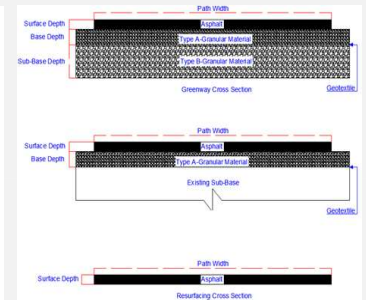 Path Width
Surface Depth
Asphalt
Base Depth
Type A-Granular Material
Sub-Base Depth
Type B-Granular Material
Greenway Cross Section
Geotextile
Path Width
Surface Depth
Asphalt
Base Depth
Type A-Granular Material
Existing Sub-Base
Geotextile
Path Width
Surface Depth
Asphalt
Resurfacing Cross Section